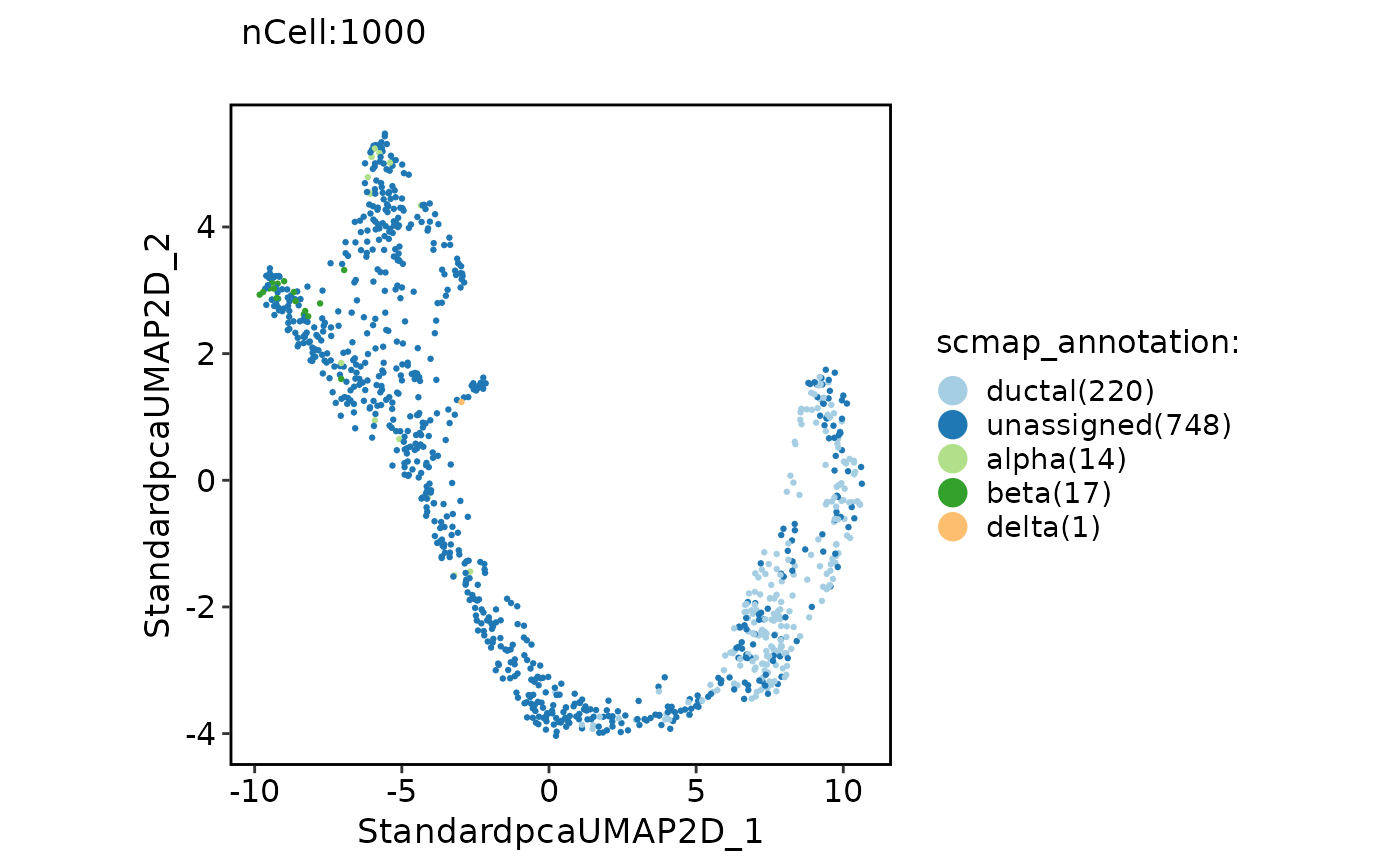 nCell:1000
StandardpcaUMAP2D_2
4
2
0
-2
-4
-10
-5
0
5
10
StandardpcaUMAP2D_1
scmap_annotation:
ductal(220)
unassigned(748)
alpha(14)
beta(17)
delta(1)